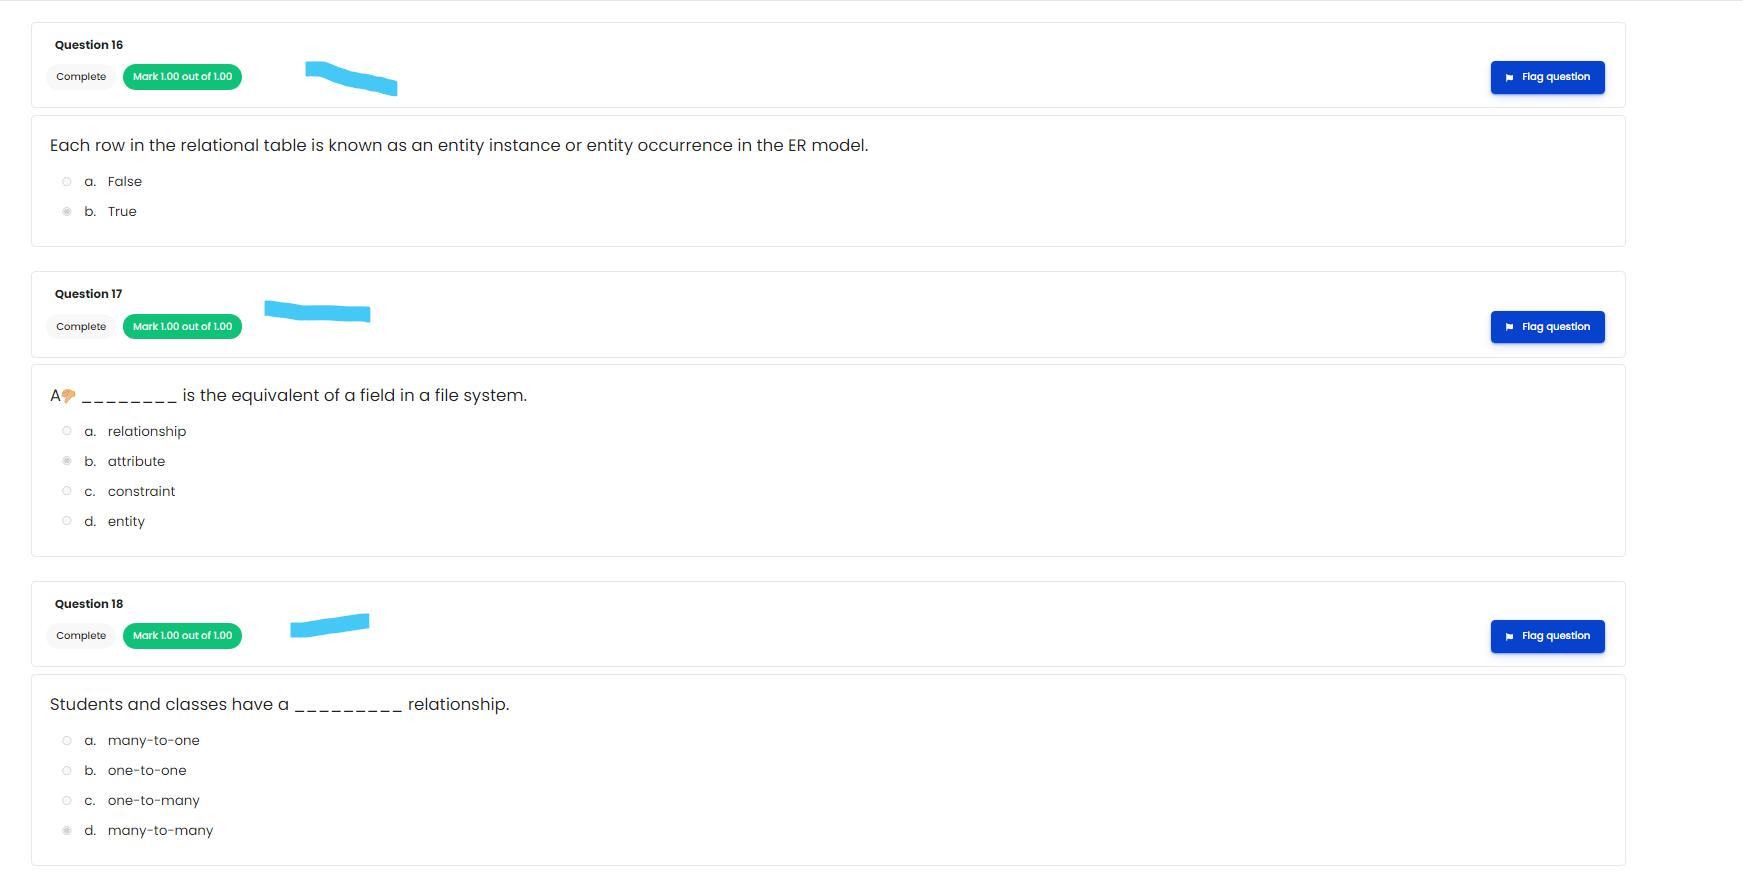 Question 16
Complete Mark 1.00 out of 1.00 Flag question
Each row in the relational table is known as an entity instance or entity occurrence in the ER model.
a. False
b. True
Question 17
Complete Mark 1.00 out of 1.00 Flag question
A ________ is the equivalent of a field in a file system.
a. relationship
b. attribute
c. constraint
d. entity
Question 18
Complete Mark 1.00 out of 1.00 Flag question
Students and classes have a _________ relationship.
a. many-to-one
b. one-to-one
c. one-to-many
d. many-to-many